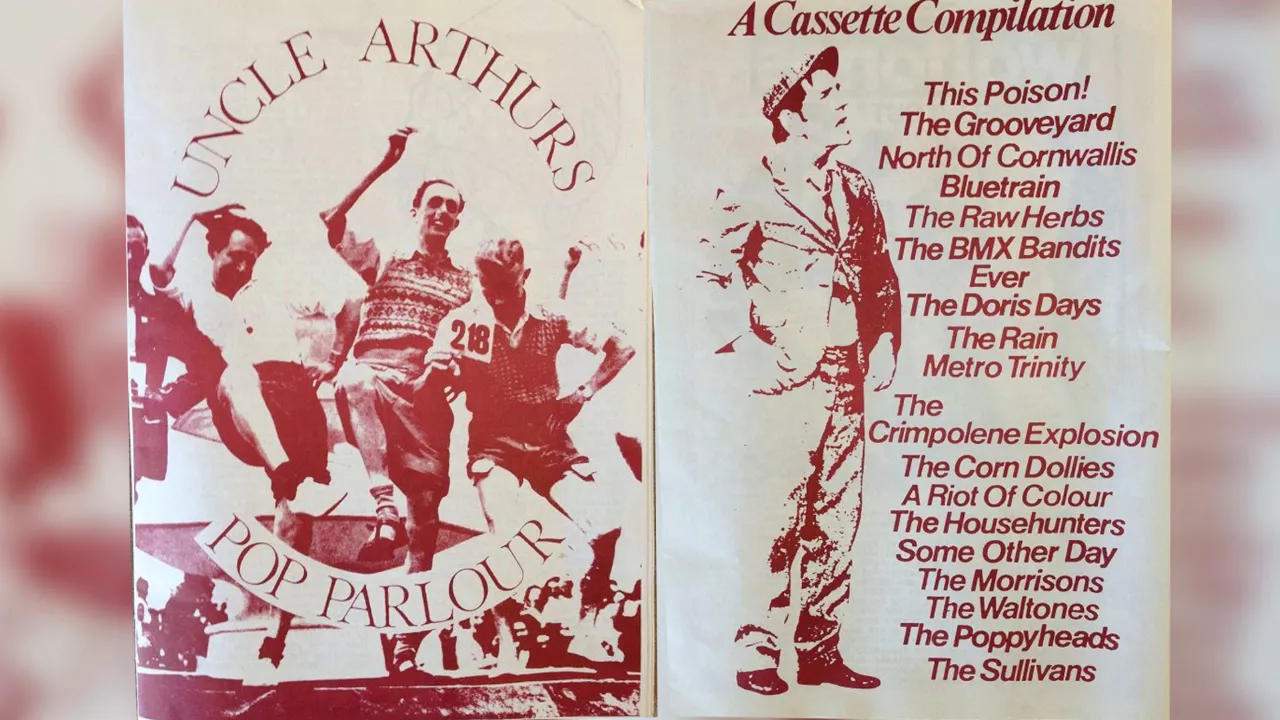 UNCLE ARTHURS
218
POP PARLOUR
A Cassette Compilation
This Poison!
The Grooveyard
North Of Cornwallis
Bluetrain
The Raw Herbs
The BMX Bandits
Ever
The Doris Days
The Rain
Metro Trinity
The
Crimpolene Explosion
The Corn Dollies
A Riot Of Colour
The Househunters
Some Other Day
The Morrisons
The Waltones
The Poppyheads
The Sullivans